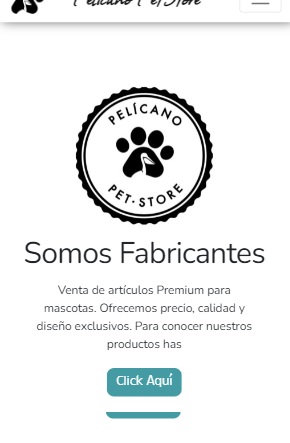 Pelícano Pet Store
PELÍCANO
PET·STORE
Somos Fabricantes
Venta de artículos Premium para
mascotas. Ofrecemos precio, calidad y
diseño exclusivos. Para conocer nuestros
productos has
Click Aquí